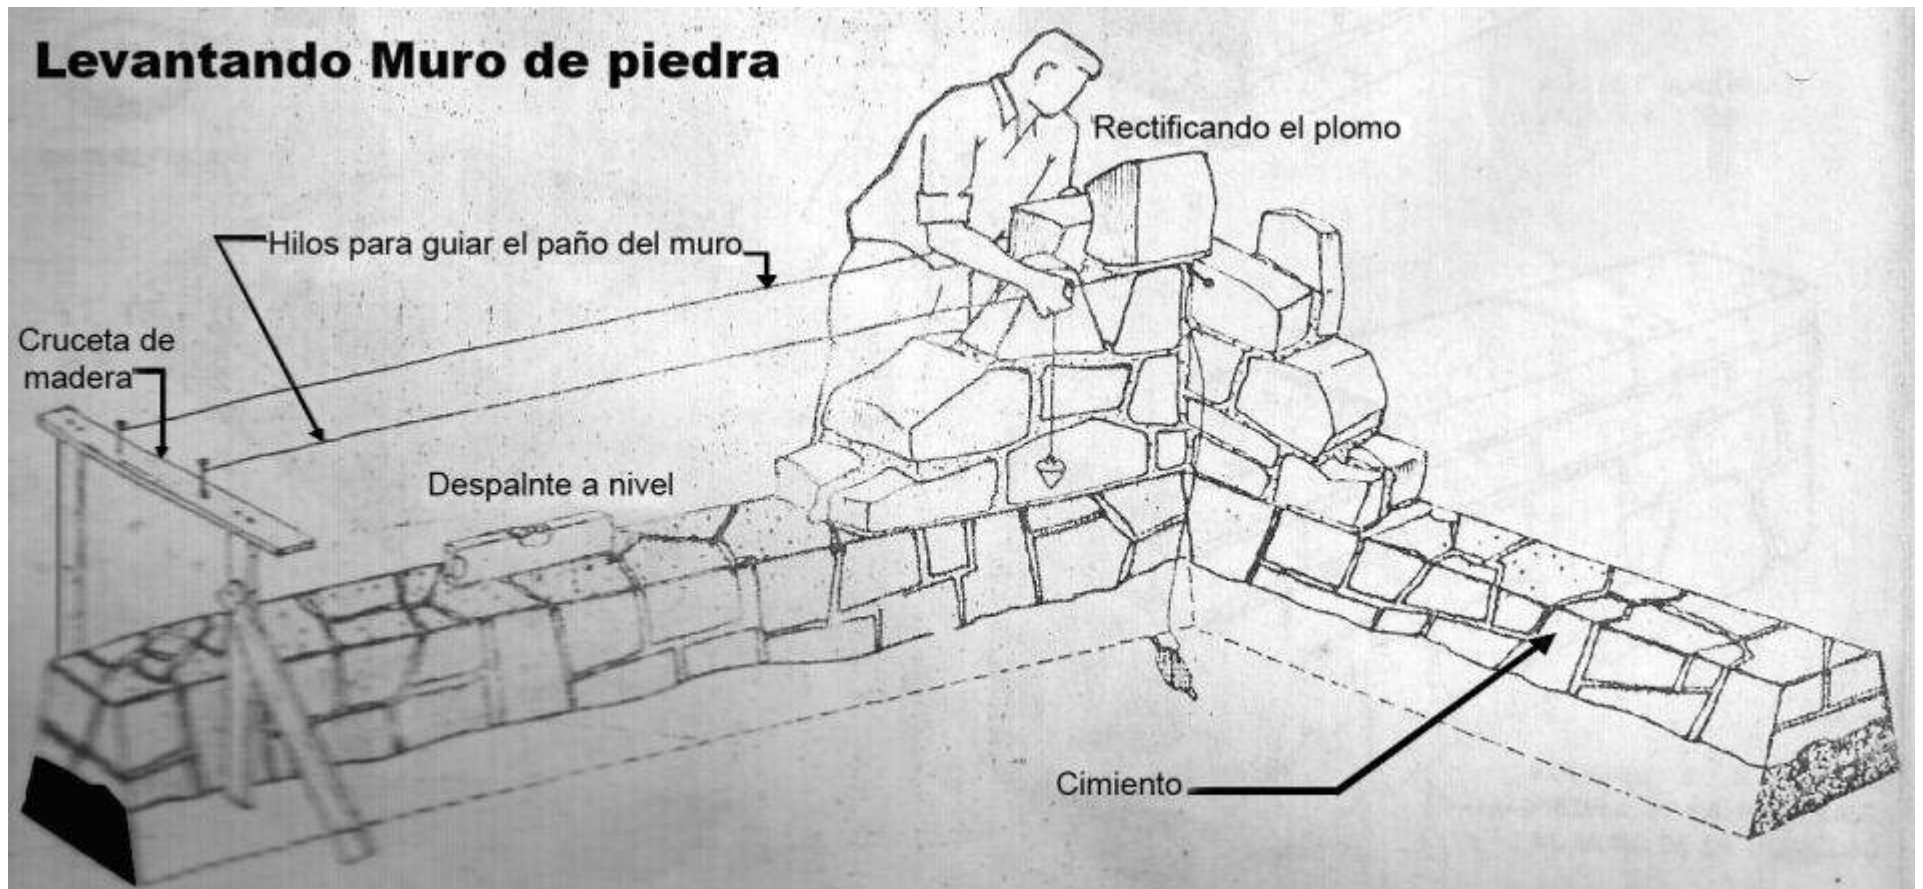 Levantando Muro de piedra
Rectificando el plomo
Hilos para guiar el paño del muro
Cruceta de
madera
Despalnte a nivel
Cimiento